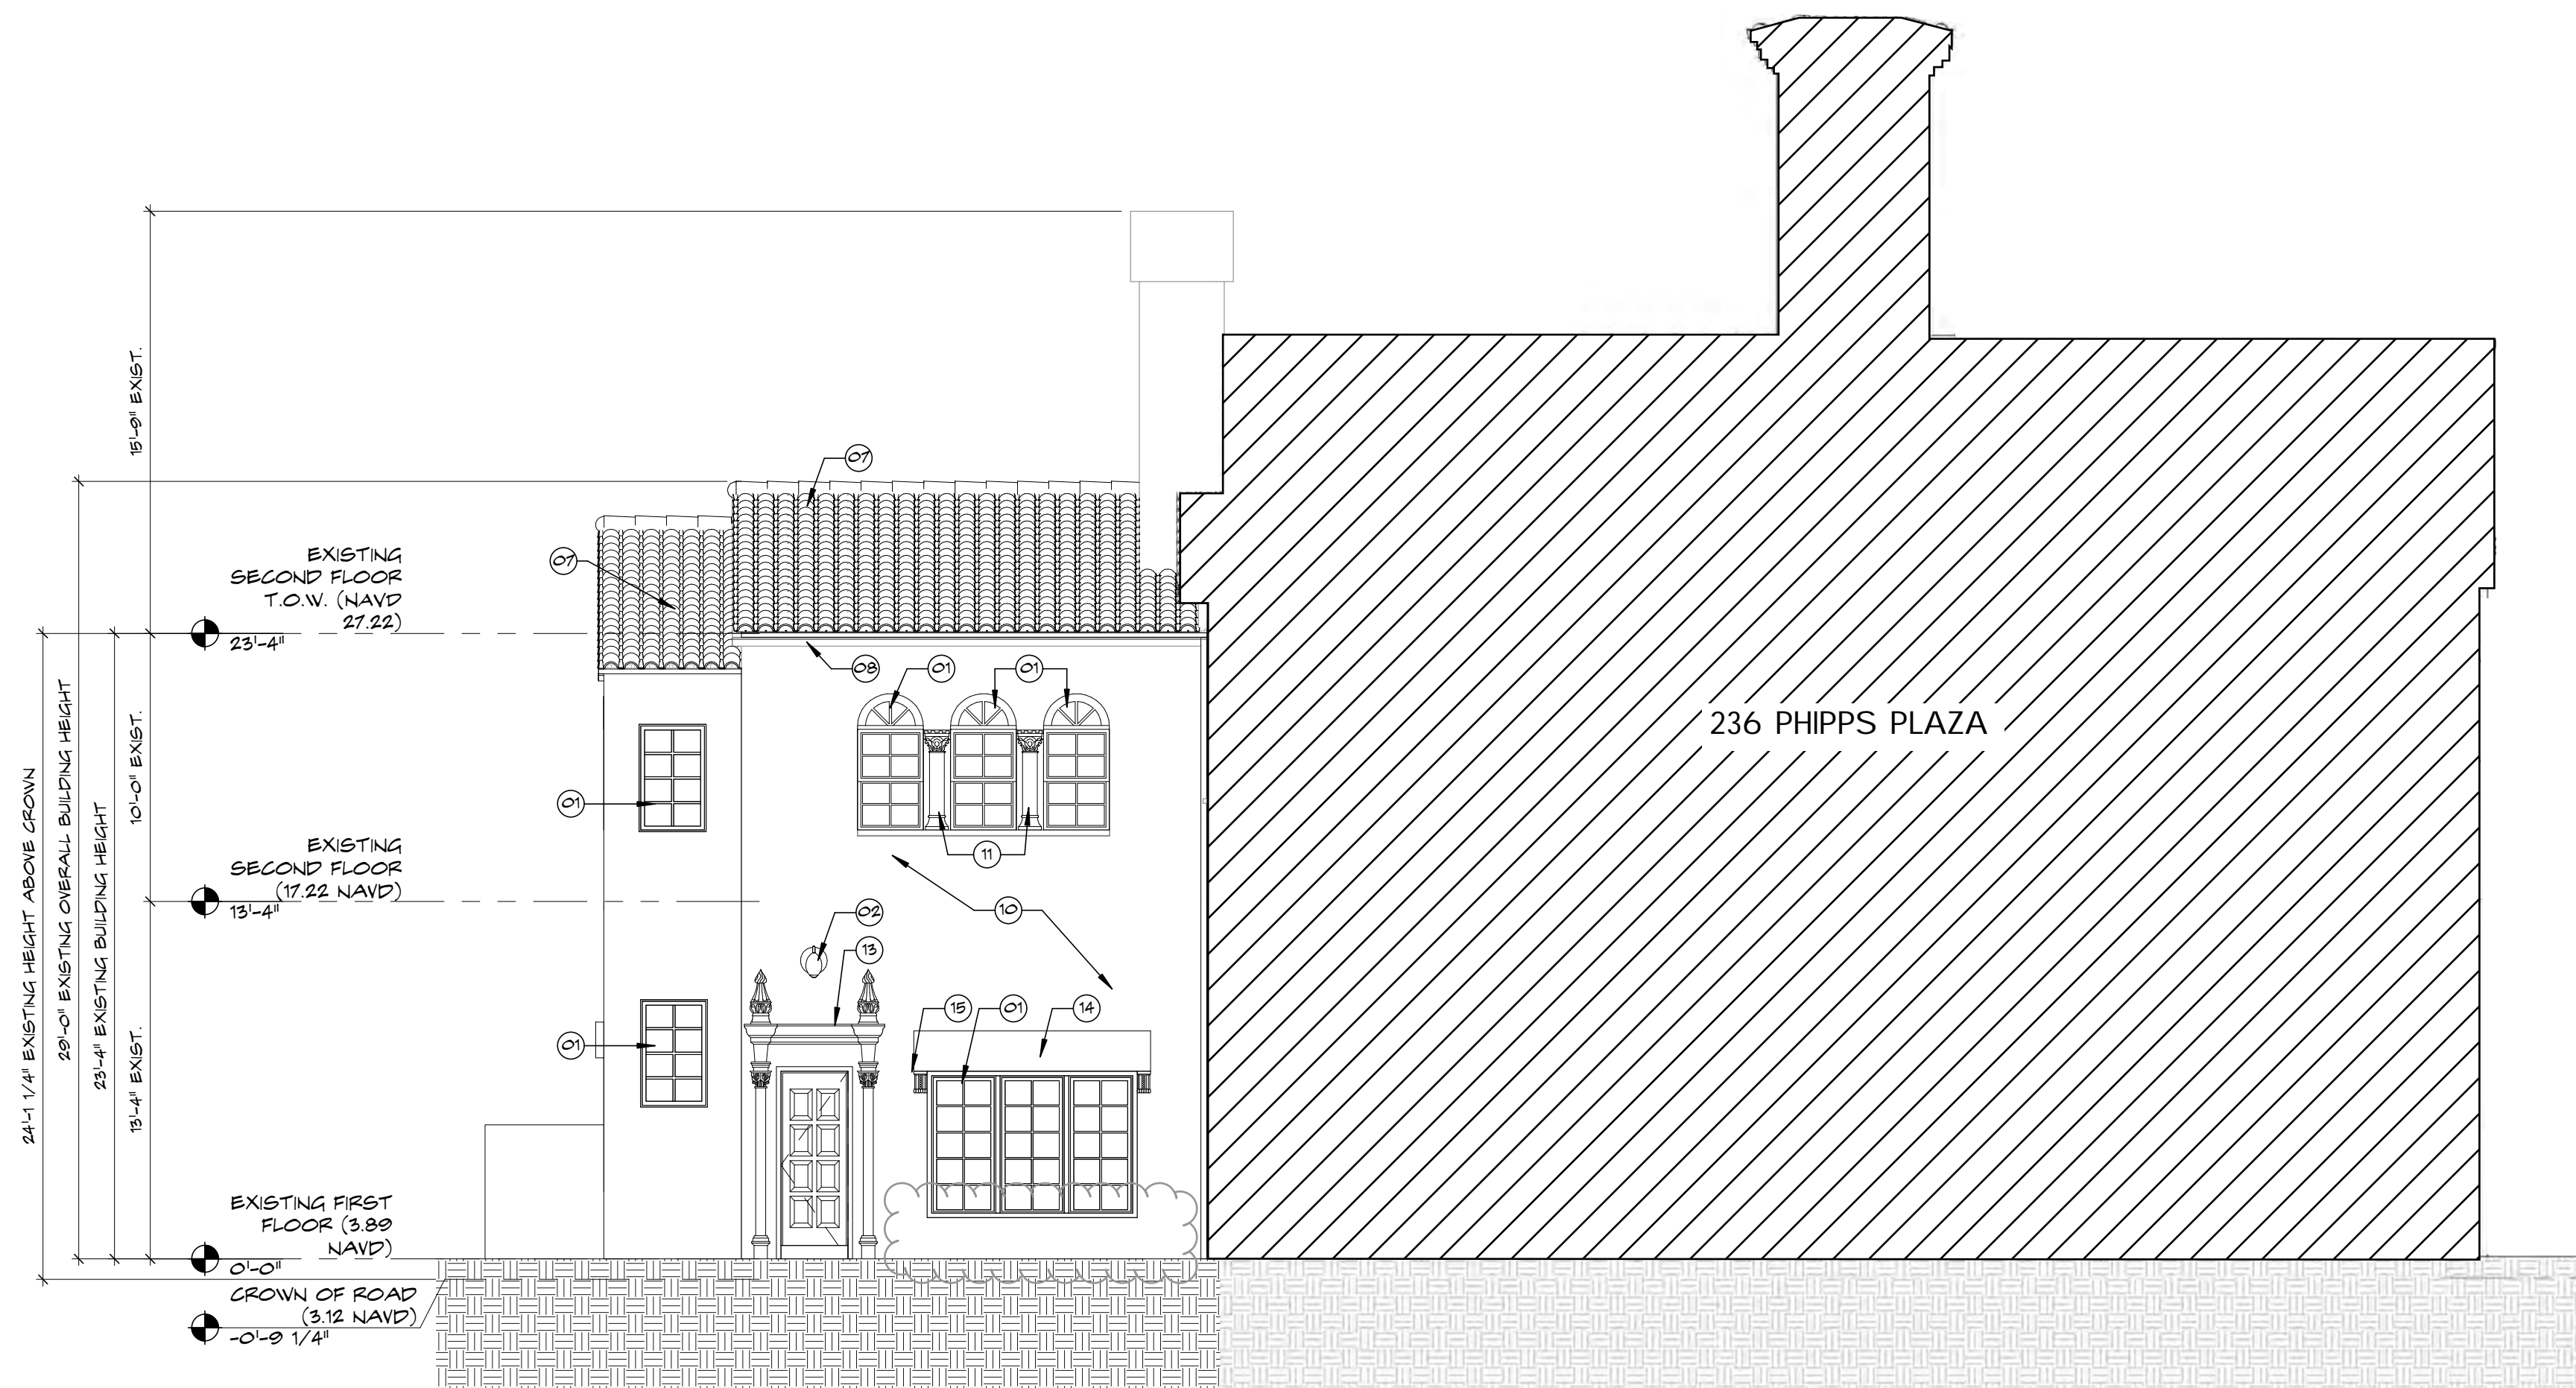 15'-9" EXIST.
07
EXISTING
SECOND FLOOR
T.O.W. (NAVD
27.22)
23'-4"
07
08
01
01
24'-1 1/4" EXISTING HEIGHT ABOVE CROWN
29'-0" EXISTING OVERALL BUILDING HEIGHT
23'-4" EXISTING BUILDING HEIGHT
10'-0" EXIST.
236 PHIPPS PLAZA
01
EXISTING
SECOND FLOOR
(17.22 NAVD)
13'-4"
11
10
02
13
15
01
14
01
13'-4" EXIST.
EXISTING FIRST
FLOOR (3.89
NAVD)
0'-0"
CROWN OF ROAD
(3.12 NAVD)
-0'-9 1/4"